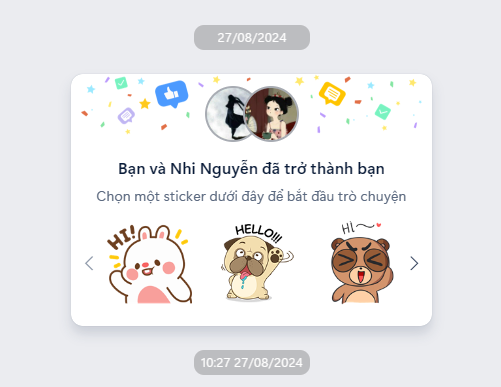 27/08/2024
Bạn và Nhi Nguyễn đã trở thành bạn
Chọn một sticker dưới đây để bắt đầu trò chuyện
HI!
HELLO!!!
HI~
10:27 27/08/2024